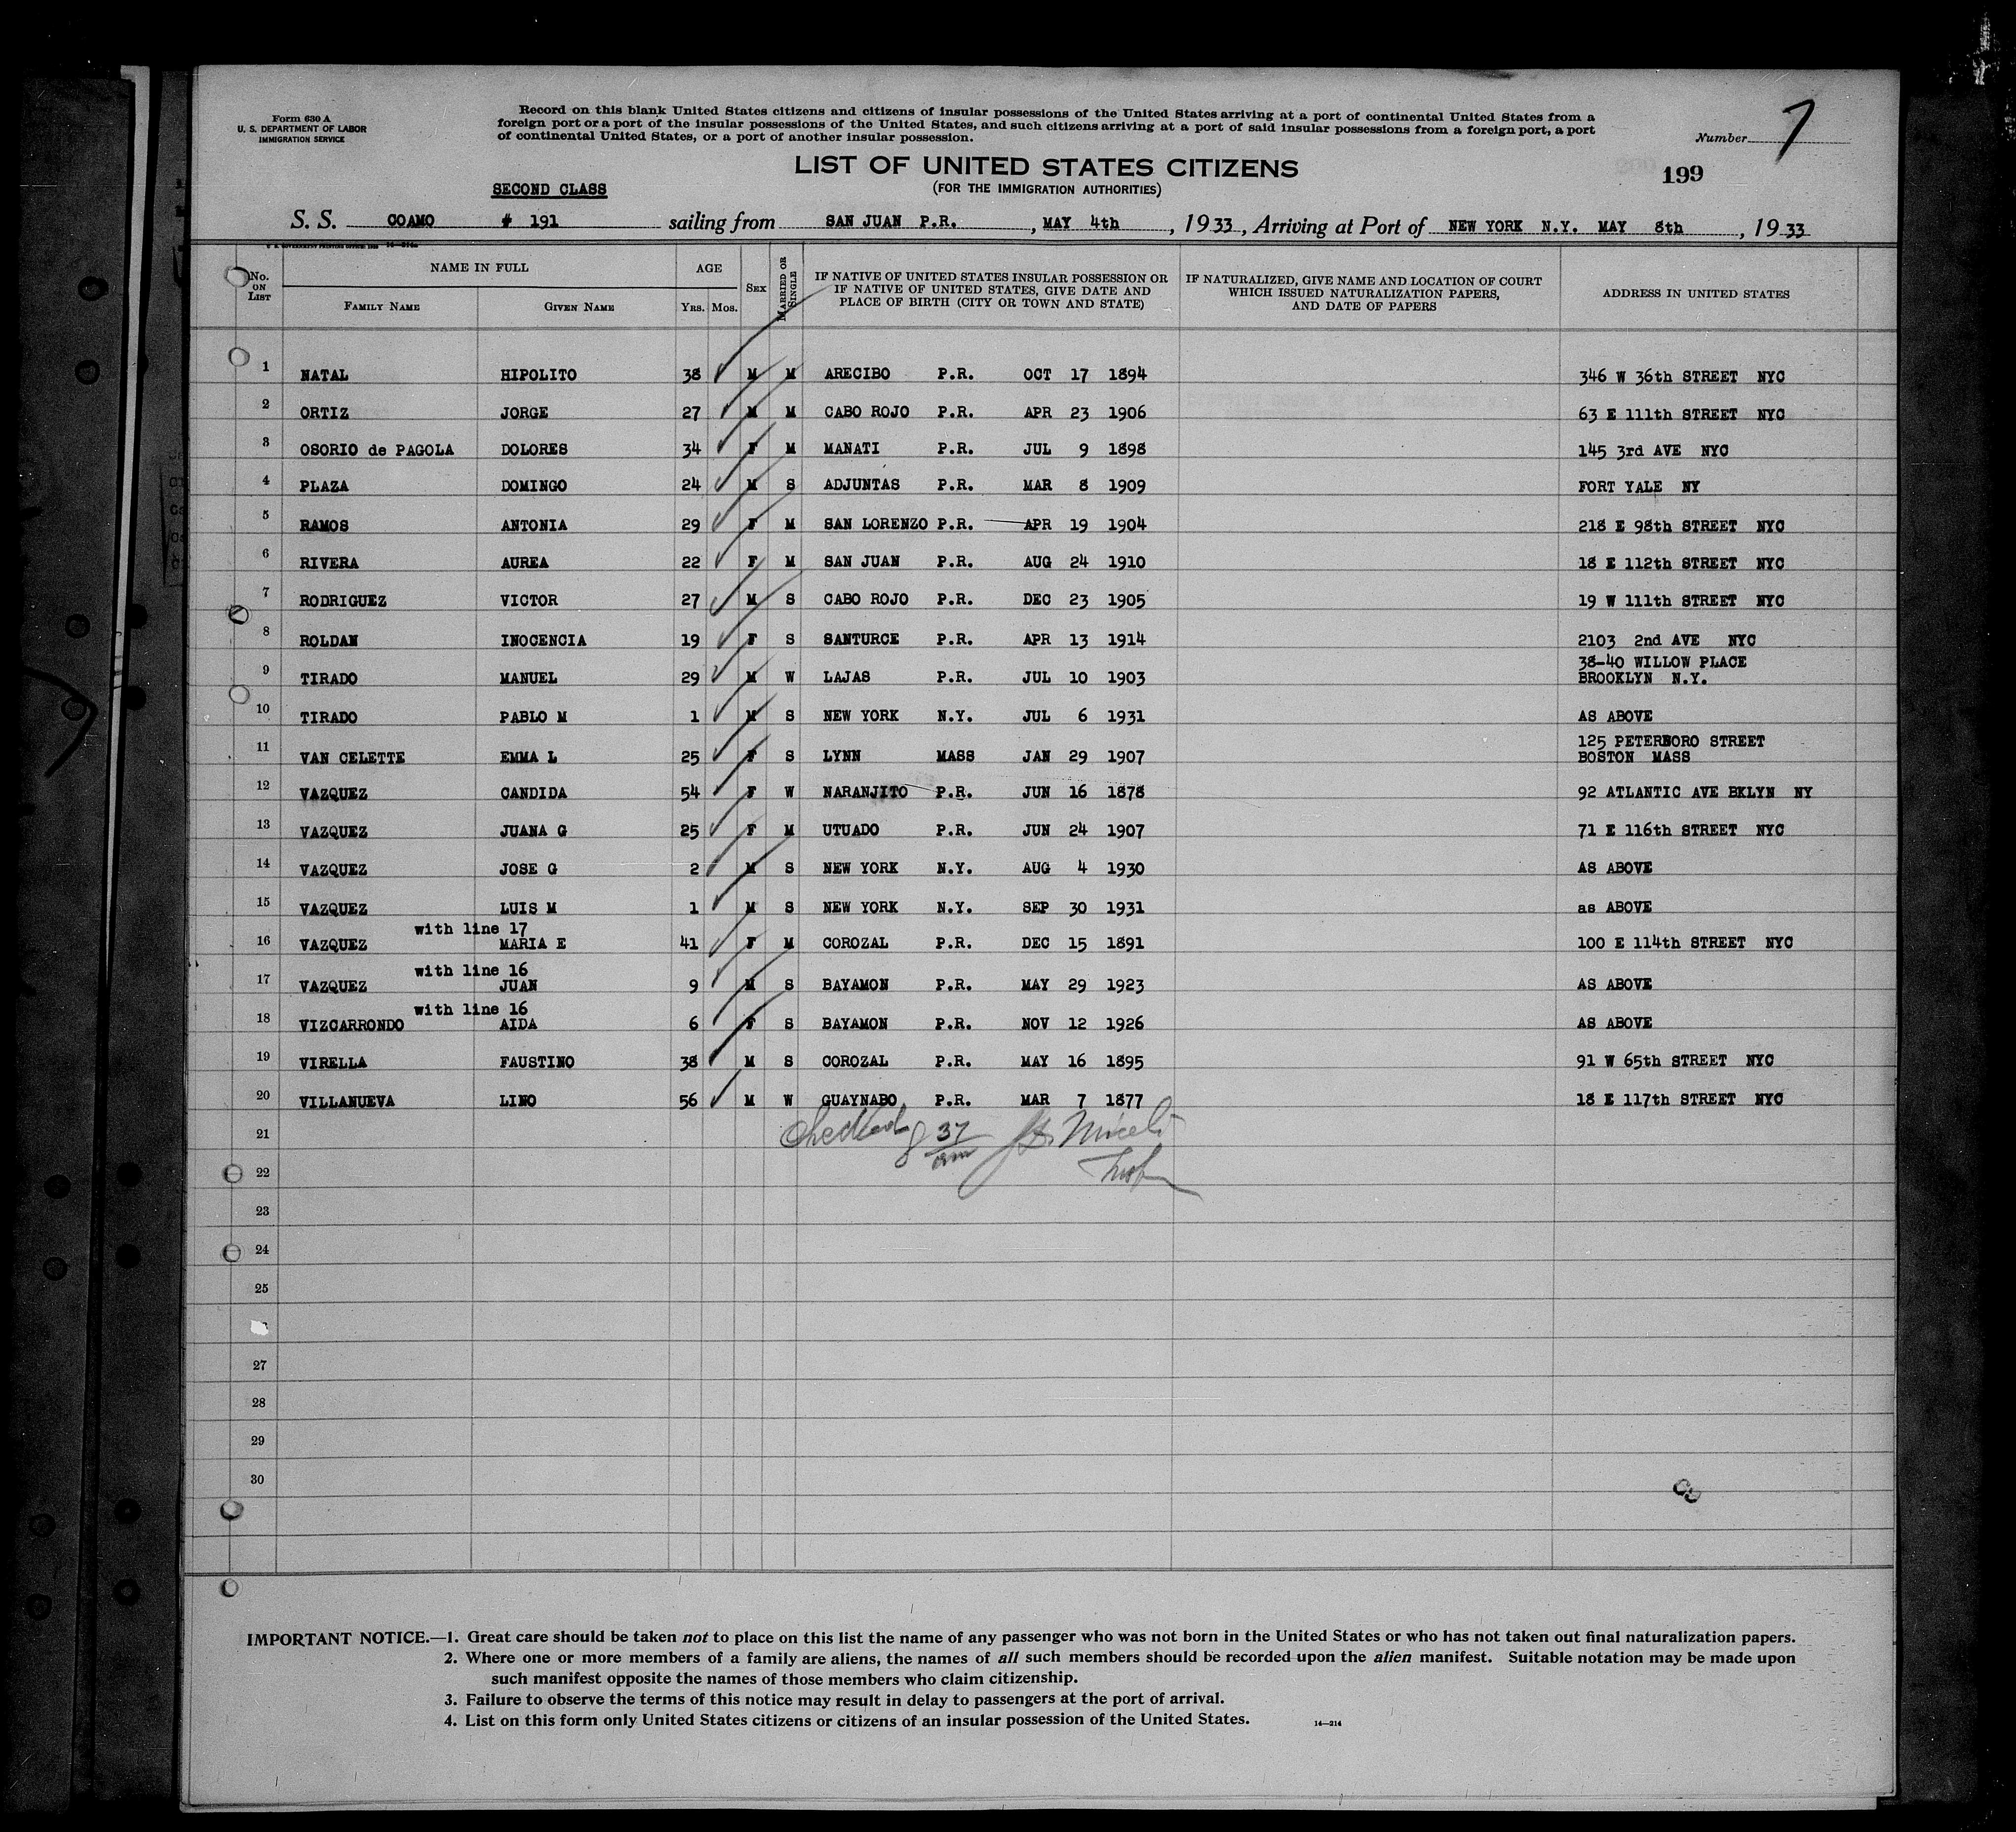 Form 630 A
U. S. DEPARTMENT OF LABOR
IMMIGRATION SERVICE
Record on this blank United States citizens and citizens of insular possessions of the United States arriving at a port of continental United States from a
foreign port or a port of the insular possessions of the United States, and such citizens arriving at a port of said insular possessions from a foreign port, a port
of continental United States, or a port of another insular possession.
Number 7
LIST OF UNITED STATES CITIZENS
(FOR THE IMMIGRATION AUTHORITIES)
199
SECOND CLASS
S. S. COAMO # 191 sailing from SAN JUAN P.R. , MAY 4th , 1933, Arriving at Port of NEW YORK N.Y. MAY 8th , 1933
No. ON LIST NAME IN FULL FAMILY NAME GIVEN NAME AGE YRS. MOS. SEX MARRIED OR SINGLE IF NATIVE OF UNITED STATES INSULAR POSSESSION OR IF NATIVE OF UNITED STATES, GIVE DATE AND PLACE OF BIRTH (CITY OR TOWN AND STATE) IF NATURALIZED, GIVE NAME AND LOCATION OF COURT WHICH ISSUED NATURALIZATION PAPERS, AND DATE OF PAPERS ADDRESS IN UNITED STATES
1 NATAL HIPOLITO 38 M M ARECIBO P.R. OCT 17 1894 346 W 36th STREET NYC
2 ORTIZ JORGE 27 M M CABO ROJO P.R. APR 23 1906 63 E 111th STREET NYC
3 OSORIO de PAGOLA DOLORES 34 F M MANATI P.R. JUL 9 1898 145 3rd AVE NYC
4 PLAZA DOMINGO 24 M S ADJUNTAS P.R. MAR 8 1909 FORT YALE NY
5 RAMOS ANTONIA 29 F M SAN LORENZO P.R. APR 19 1904 218 E 98th STREET NYC
6 RIVERA AUREA 22 F M SAN JUAN P.R. AUG 24 1910 18 E 112th STREET NYC
7 RODRIGUEZ VICTOR 27 M S CABO ROJO P.R. DEC 23 1905 19 W 111th STREET NYC
8 ROLDAN INOCENCIA 19 F S SANTURCE P.R. APR 13 1914 2103 2nd AVE NYC
9 TIRADO MANUEL 29 M W LAJAS P.R. JUL 10 1903 38-40 WILLOW PLACE
BROOKLYN N.Y.
10 TIRADO PABLO M 1 M S NEW YORK N.Y. JUL 6 1931 AS ABOVE
11 VAN CELETTE EMMA L 25 F S LYNN MASS JAN 29 1907 125 PETERBORO STREET
BOSTON MASS
12 VAZQUEZ CANDIDA 54 F W NARANJITO P.R. JUN 16 1878 92 ATLANTIC AVE BKLYN NY
13 VAZQUEZ JUANA G 25 F M UTUADO P.R. JUN 24 1907 71 E 116th STREET NYC
14 VAZQUEZ JOSE G 2 M S NEW YORK N.Y. AUG 4 1930 AS ABOVE
15 VAZQUEZ LUIS M 1 M S NEW YORK N.Y. SEP 30 1931 as ABOVE
with line 17
16 VAZQUEZ MARIA E 41 F M COROZAL P.R. DEC 15 1891 100 E 114th STREET NYC
with line 16
17 VAZQUEZ JUAN 9 M S BAYAMON P.R. MAY 29 1923 AS ABOVE
with line 16
18 VIZCARRONDO AIDA 6 F S BAYAMON P.R. NOV 12 1926 AS ABOVE
19 VIRELLA FAUSTINO 38 M S COROZAL P.R. MAY 16 1895 91 W 65th STREET NYC
20 VILLANUEVA LINO 56 M W GUAYNABO P.R. MAR 7 1877 18 E 117th STREET NYC
21 Checked 8 37 am
22
23
24
25
27
28
29
30
IMPORTANT NOTICE.—1. Great care should be taken not to place on this list the name of any passenger who was not born in the United States or who has not taken out final naturalization papers.
2. Where one or more members of a family are aliens, the names of all such members should be recorded upon the alien manifest. Suitable notation may be made upon
such manifest opposite the names of those members who claim citizenship.
3. Failure to observe the terms of this notice may result in delay to passengers at the port of arrival.
4. List on this form only United States citizens or citizens of an insular possession of the United States.
14—214